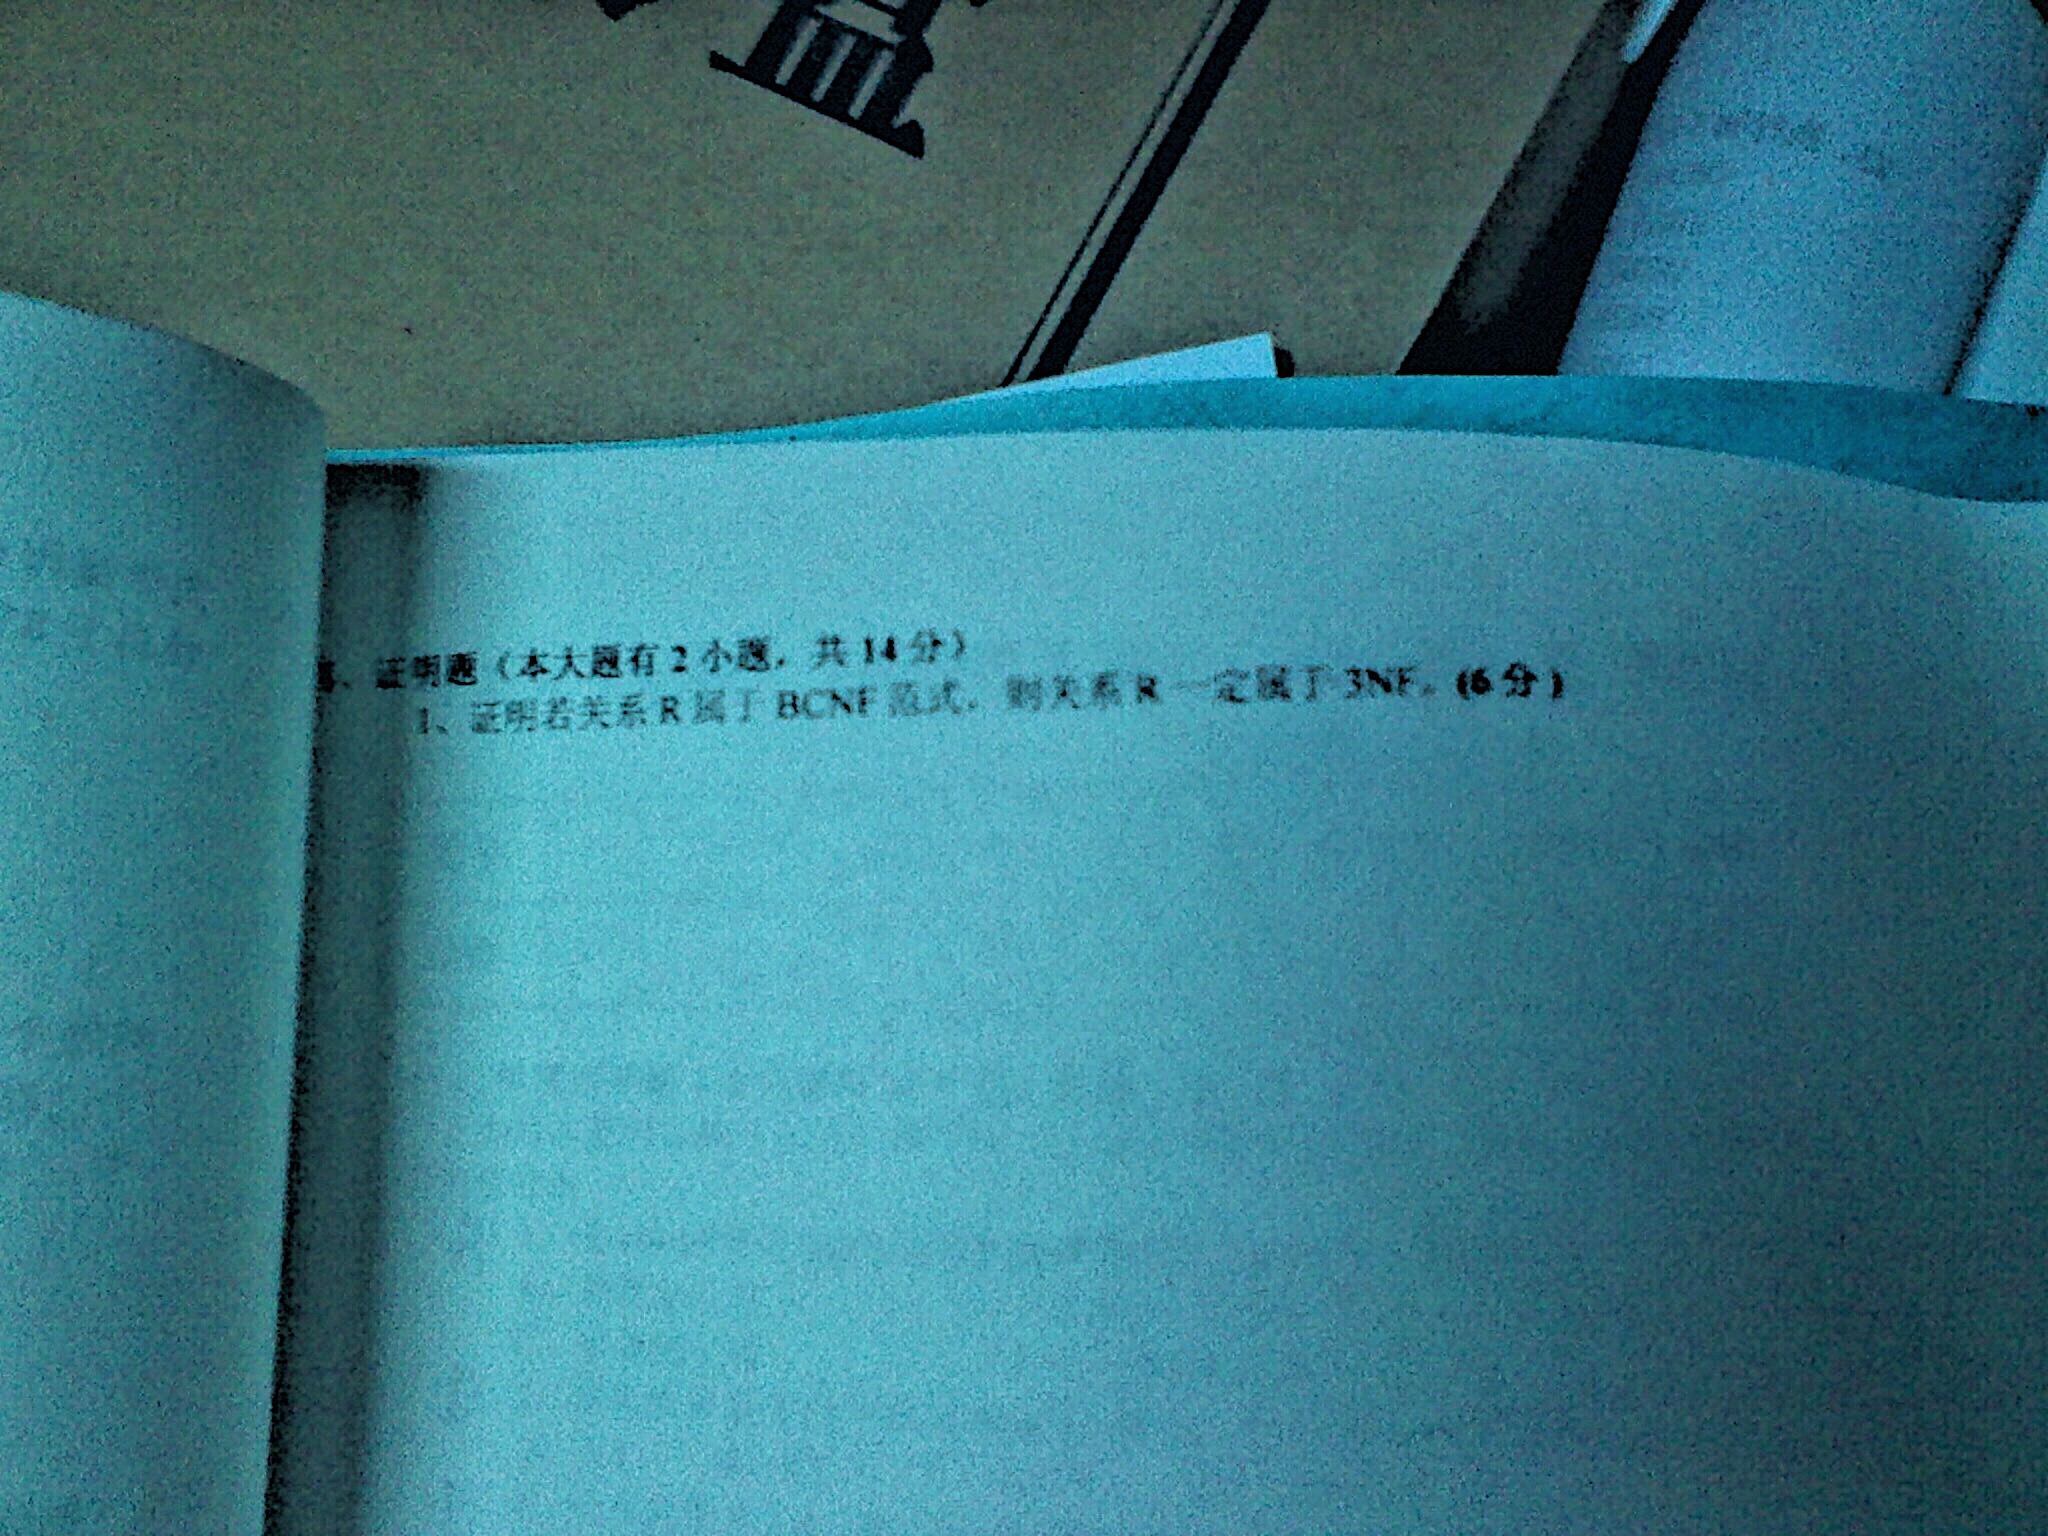 、证明题（本大题有 2 小题，共 14 分）
1、证明若关系 R 属于 BCNF 范式，则关系 R 一定属于 3NF。(6 分)